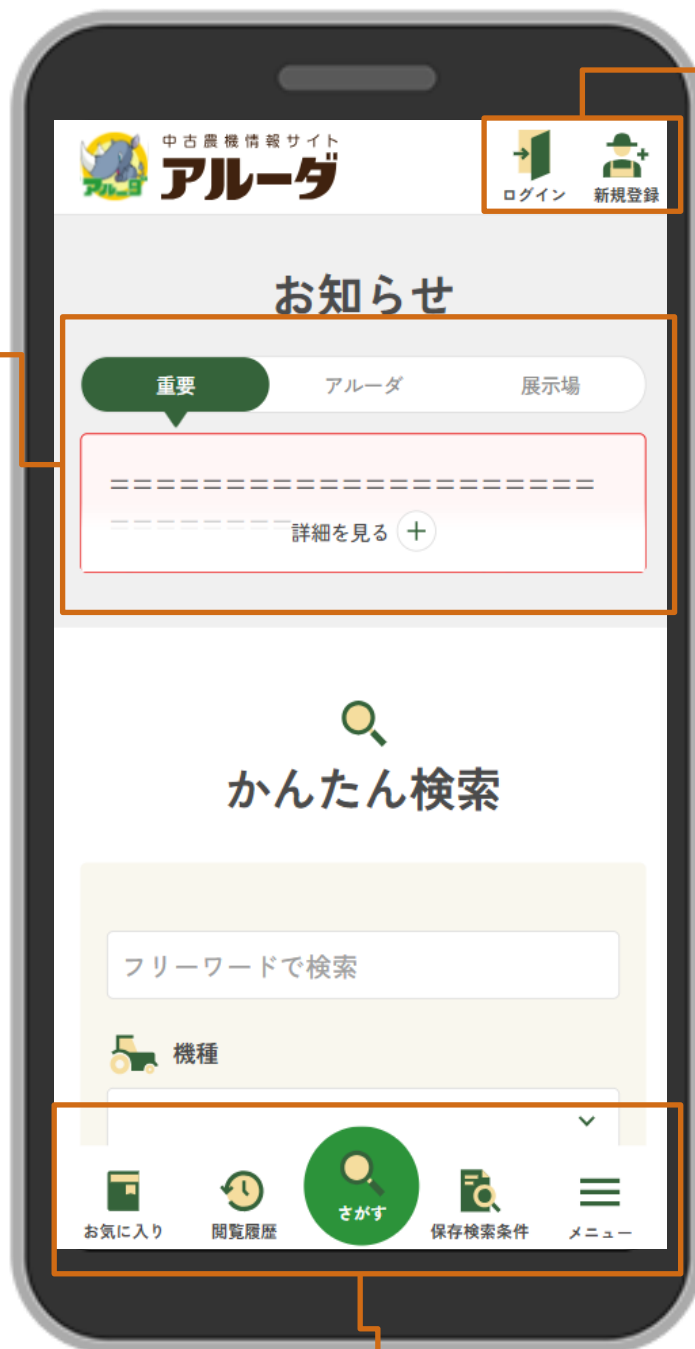 中古農機情報サイト
アルーダ
アルーダ
ログイン
新規登録
お知らせ
重要
アルーダ
展示場
=====================
========詳細を見る +
かんたん検索
フリーワードで検索
機種
お気に入り
閲覧履歴
さがす
保存検索条件
メニュー